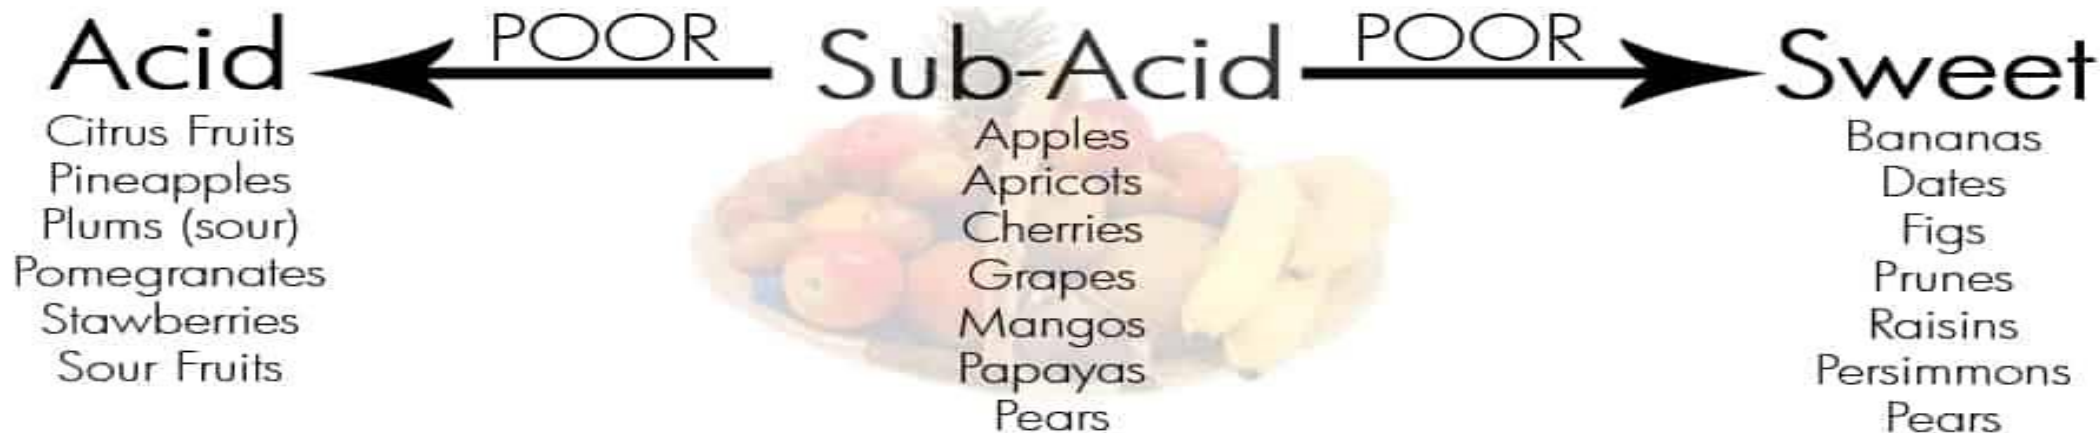 Acid
POOR
Sub-Acid
POOR
Sweet
Citrus Fruits
Pineapples
Plums (sour)
Pomegranates
Stawberries
Sour Fruits
Apples
Apricots
Cherries
Grapes
Mangos
Papayas
Pears
Bananas
Dates
Figs
Prunes
Raisins
Persimmons
Pears